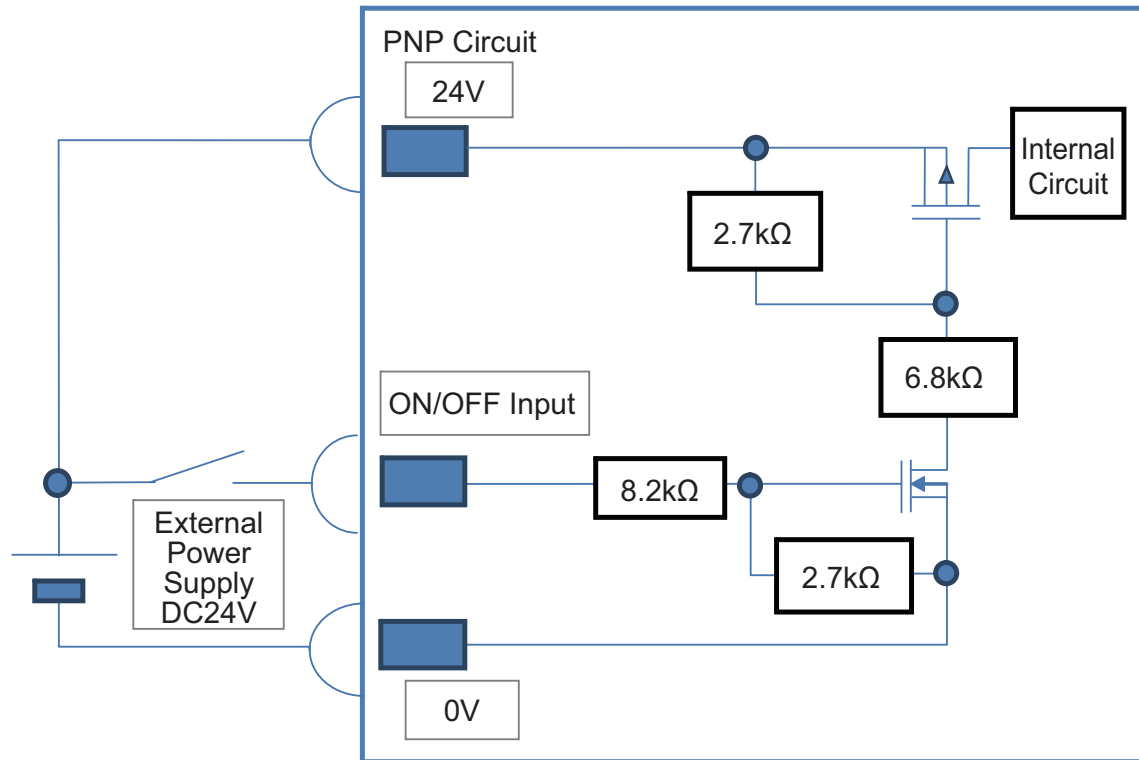 PNP Circuit
24V
Internal
Circuit
2.7kΩ
6.8kΩ
ON/OFF Input
8.2kΩ
External
Power
Supply
DC24V
2.7kΩ
0V